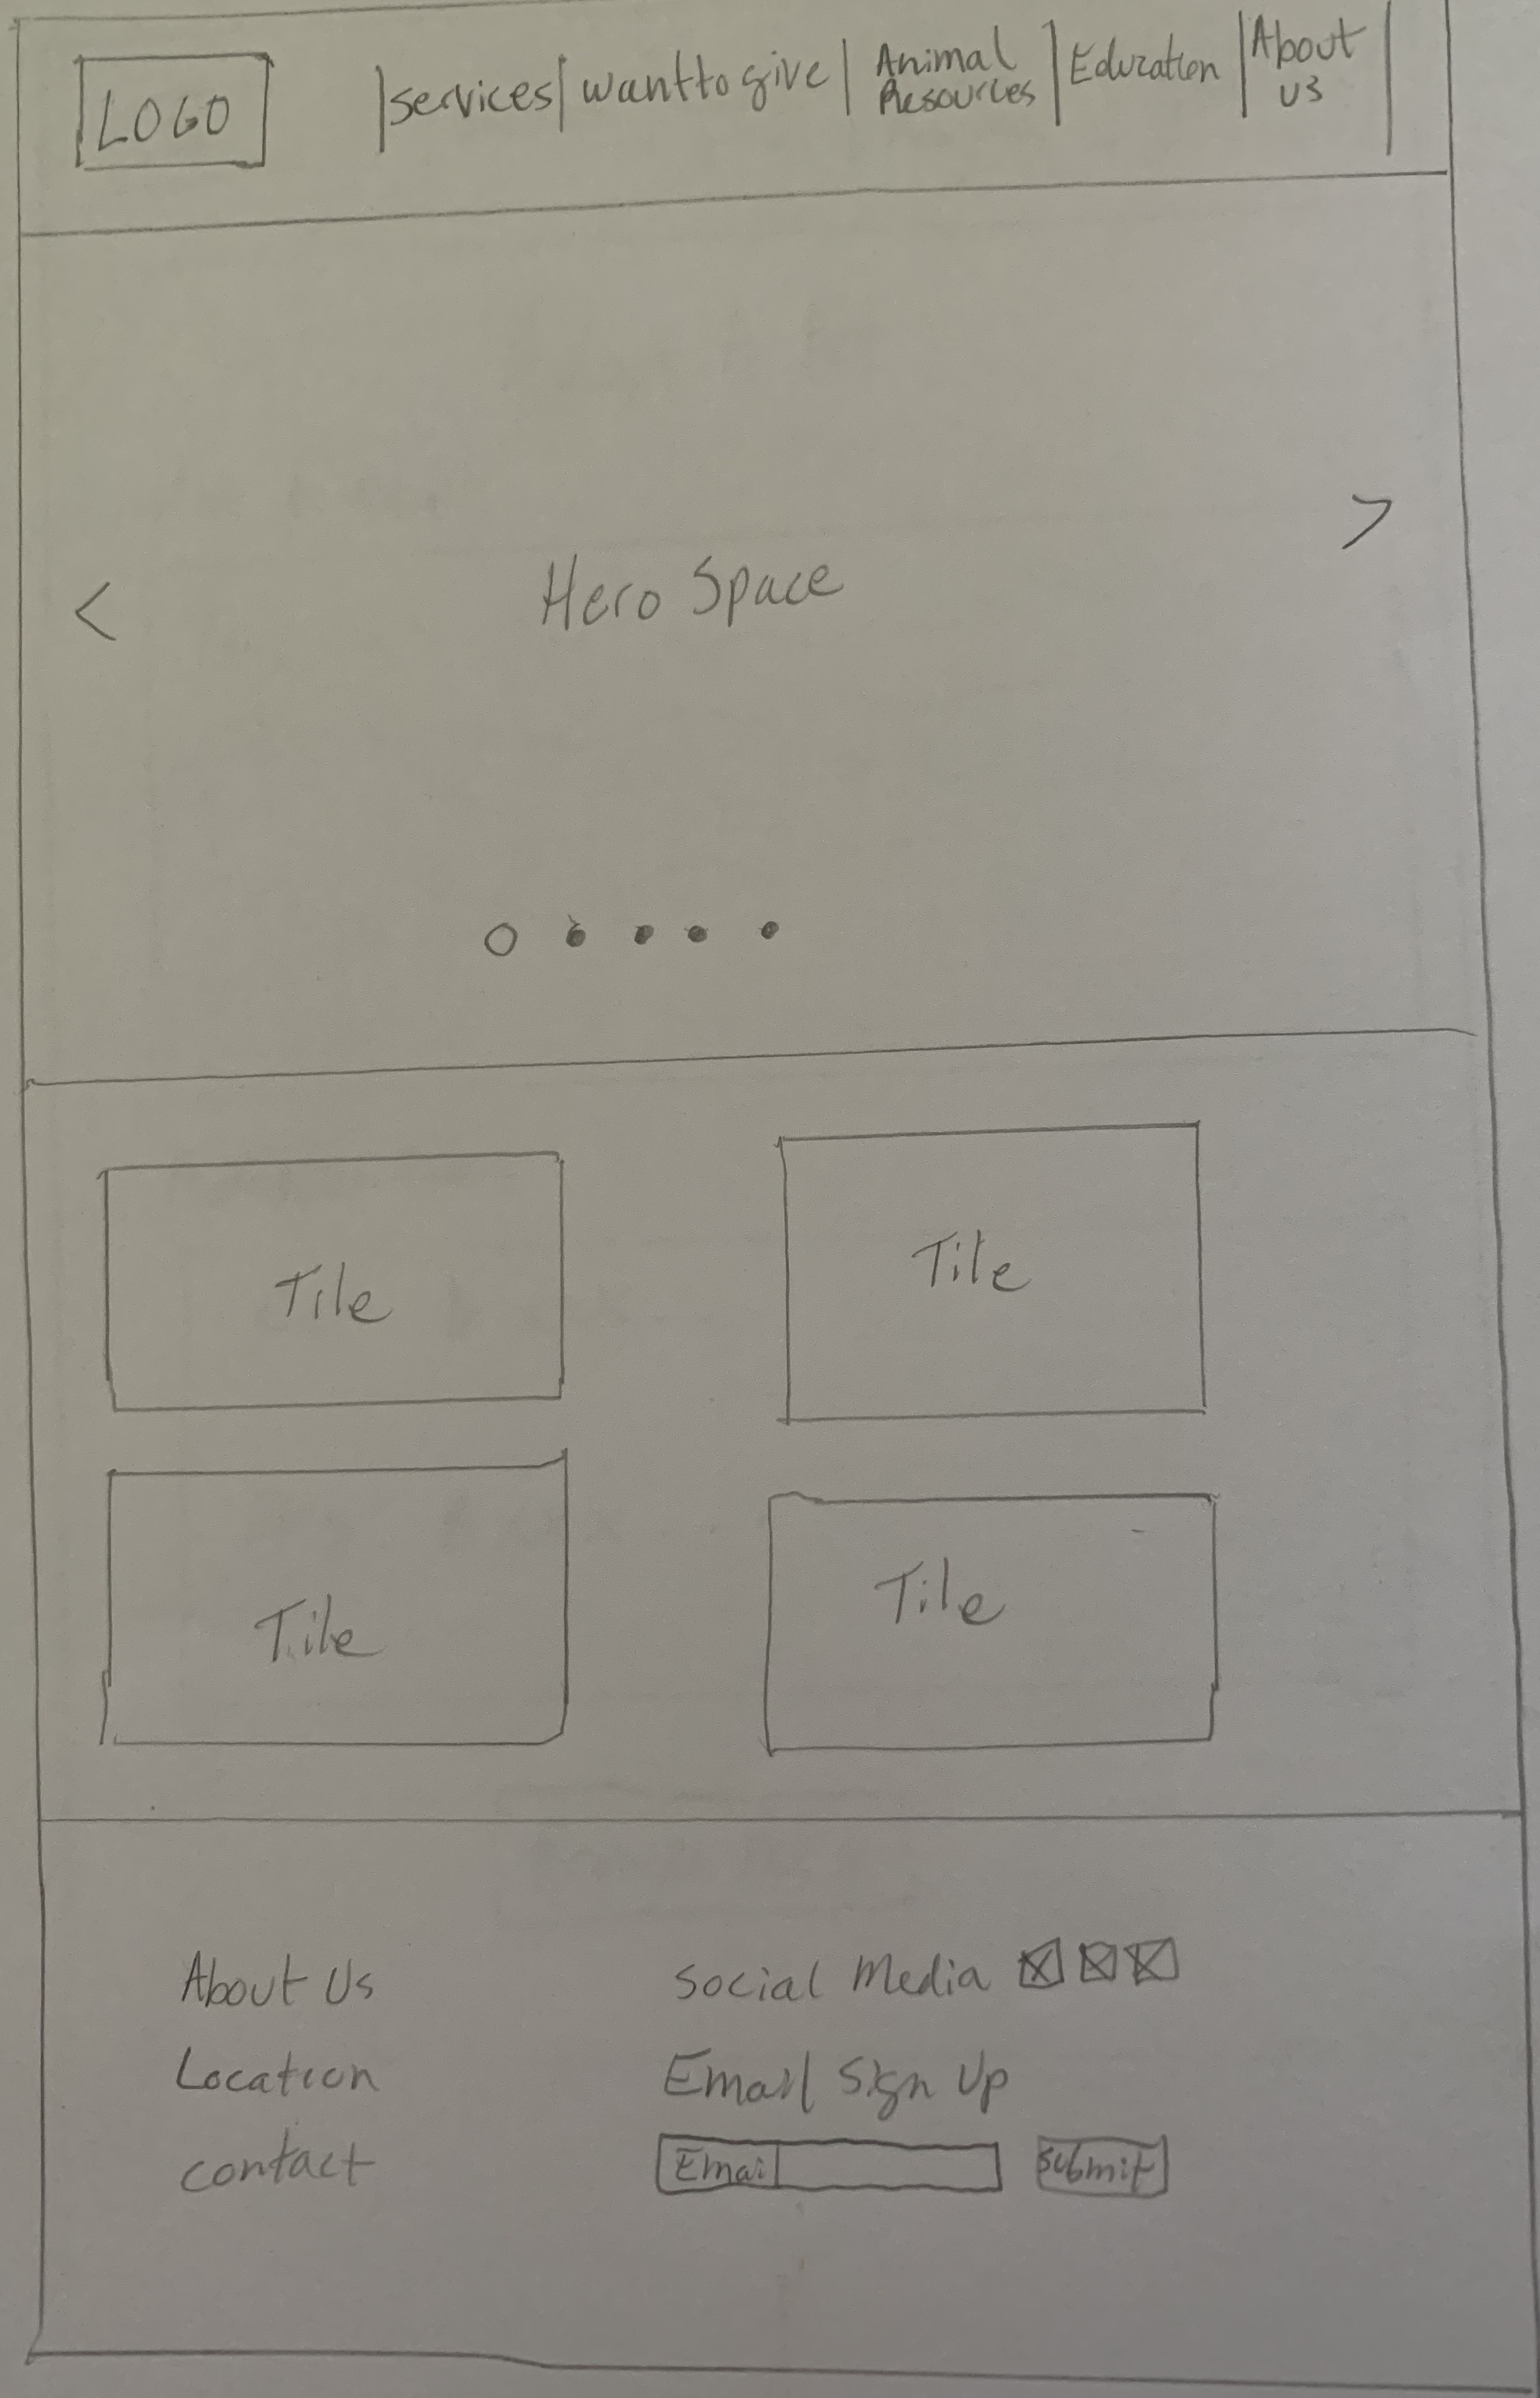 LOGO
Services
want to give
Animal
Resources
Education
About
us
<
>
Hero Space
Tile
Tile
Tile
Tile
About Us
Social Media
Location
Email Sign Up
contact
Email
Submit